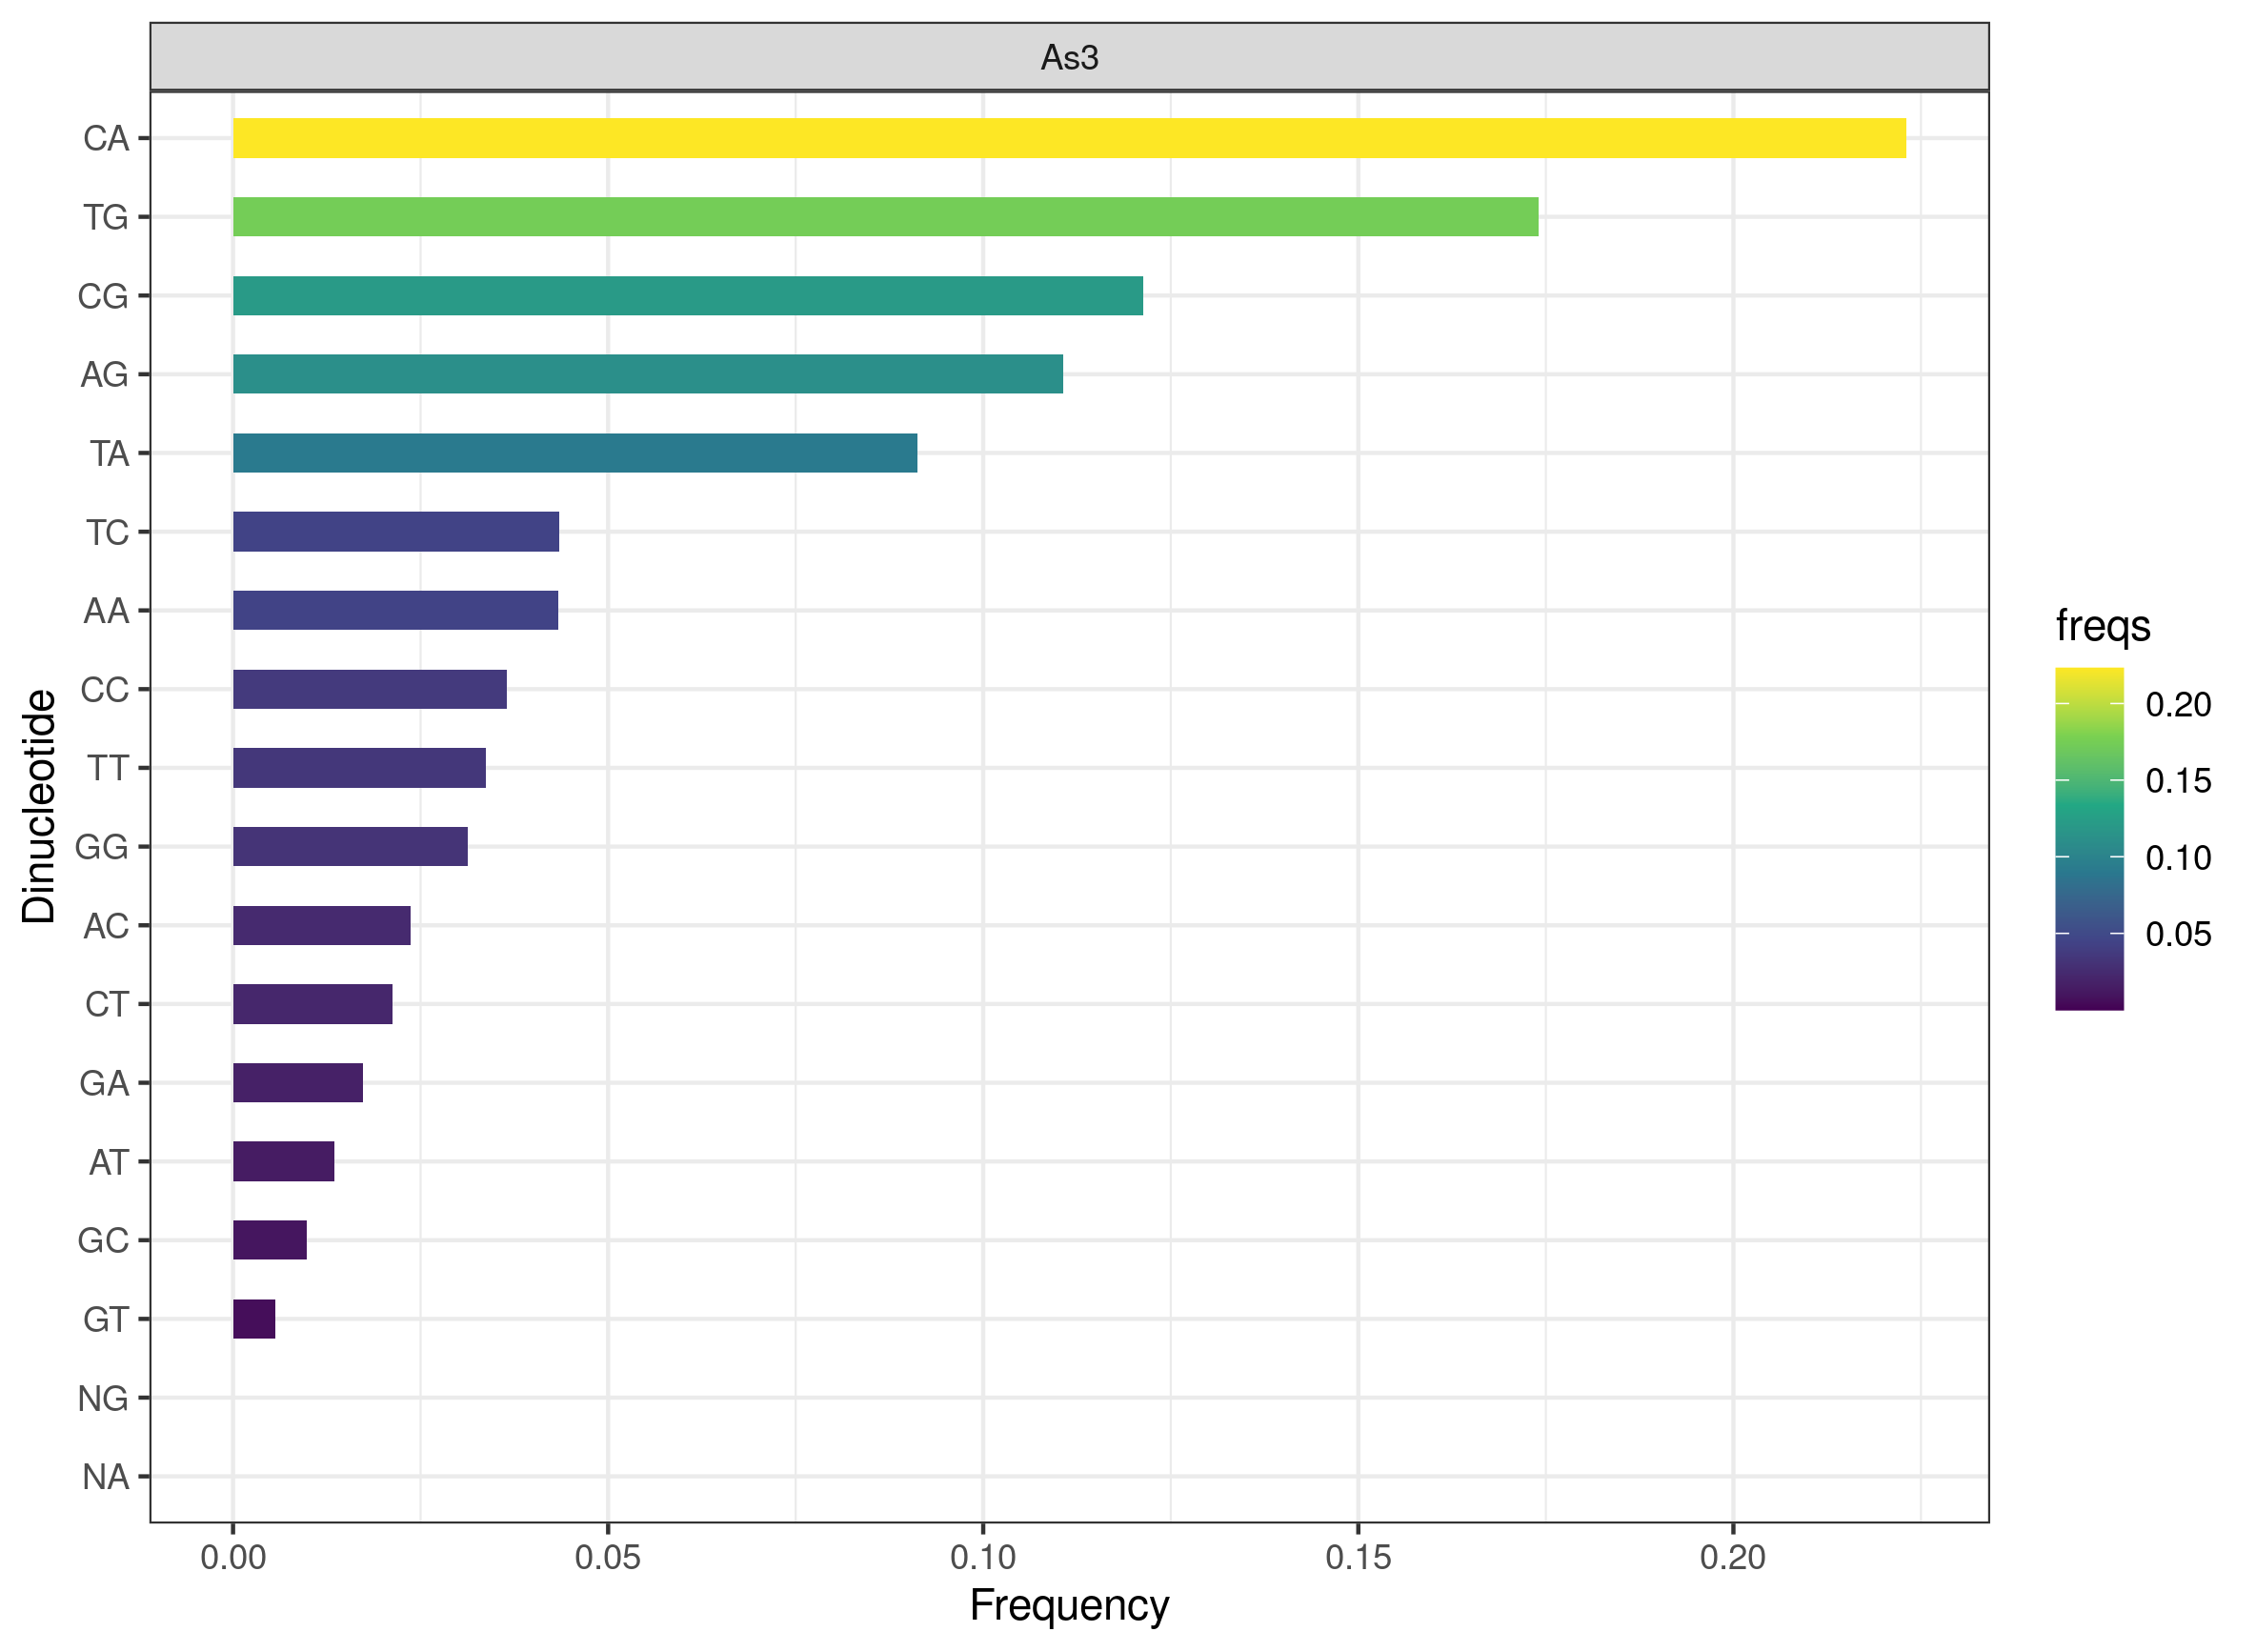 As3
CA
TG
CG
AG
TA
TC
AA
CC
TT
GG
AC
CT
GA
AT
GC
GT
NG
NA
Dinucleotide
0.00 0.05 0.10 0.15 0.20
Frequency
freqs
0.20
0.15
0.10
0.05